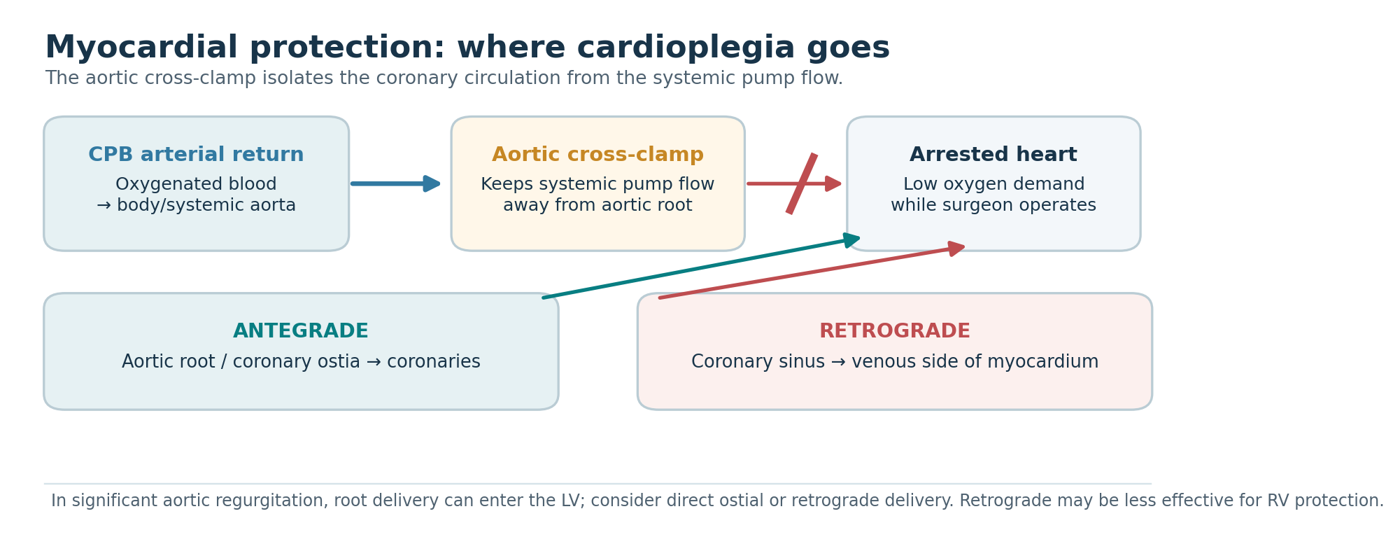 Myocardial protection: where cardioplegia goes
The aortic cross-clamp isolates the coronary circulation from the systemic pump flow.
CPB arterial return
Oxygenated blood
→ body/systemic aorta
Aortic cross-clamp
Keeps systemic pump flow
away from aortic root
Arrested heart
Low oxygen demand
while surgeon operates
ANTEGRADE
Aortic root / coronary ostia → coronaries
RETROGRADE
Coronary sinus → venous side of myocardium
In significant aortic regurgitation, root delivery can enter the LV; consider direct ostial or retrograde delivery. Retrograde may be less effective for RV protection.